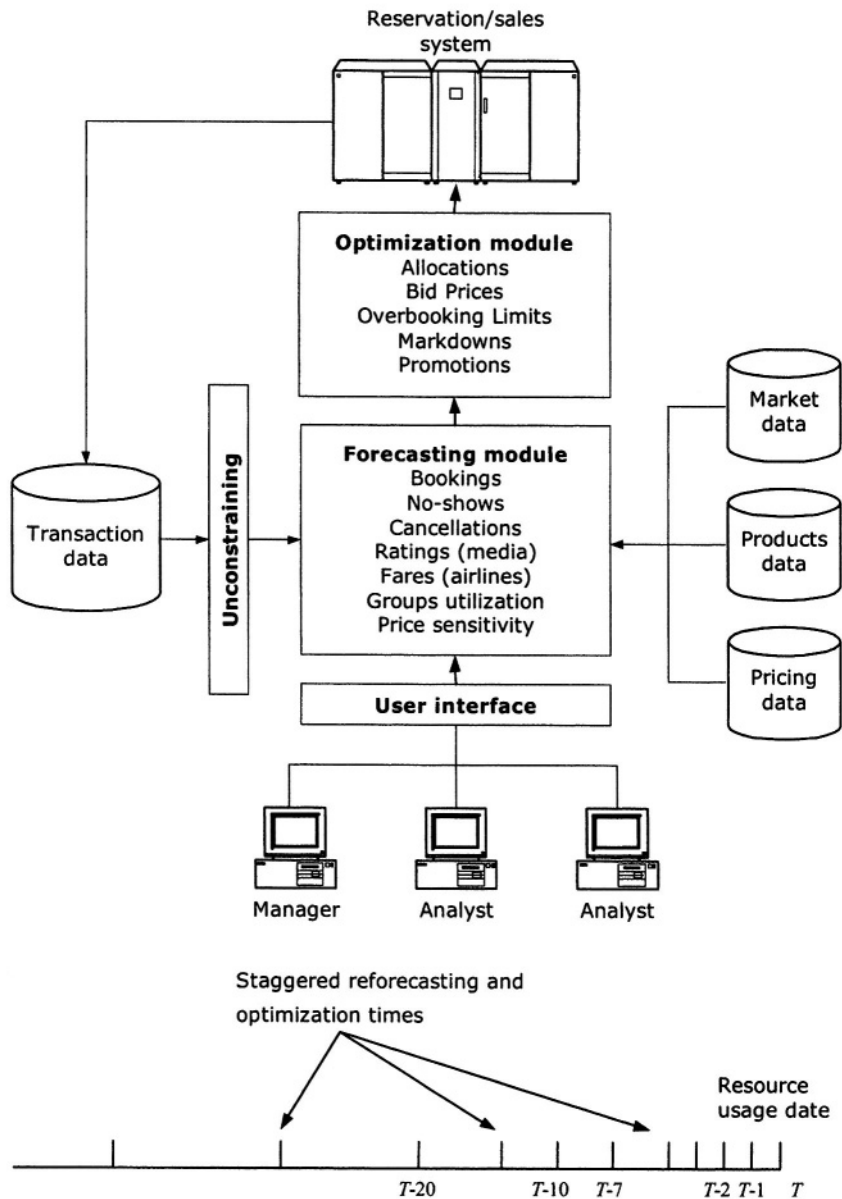 Reservation/sales
system
Optimization module
Allocations
Bid Prices
Overbooking Limits
Markdowns
Promotions
Market
data
Unconstraining
Forecasting module
Bookings
No-shows
Cancellations
Ratings (media)
Fares (airlines)
Groups utilization
Price sensitivity
Transaction
data
Products
data
Pricing
data
User interface
Manager
Analyst
Analyst
Staggered reforecasting and
optimization times
Resource
usage date
T-20
T-10
T-7
T-2
T-1
T